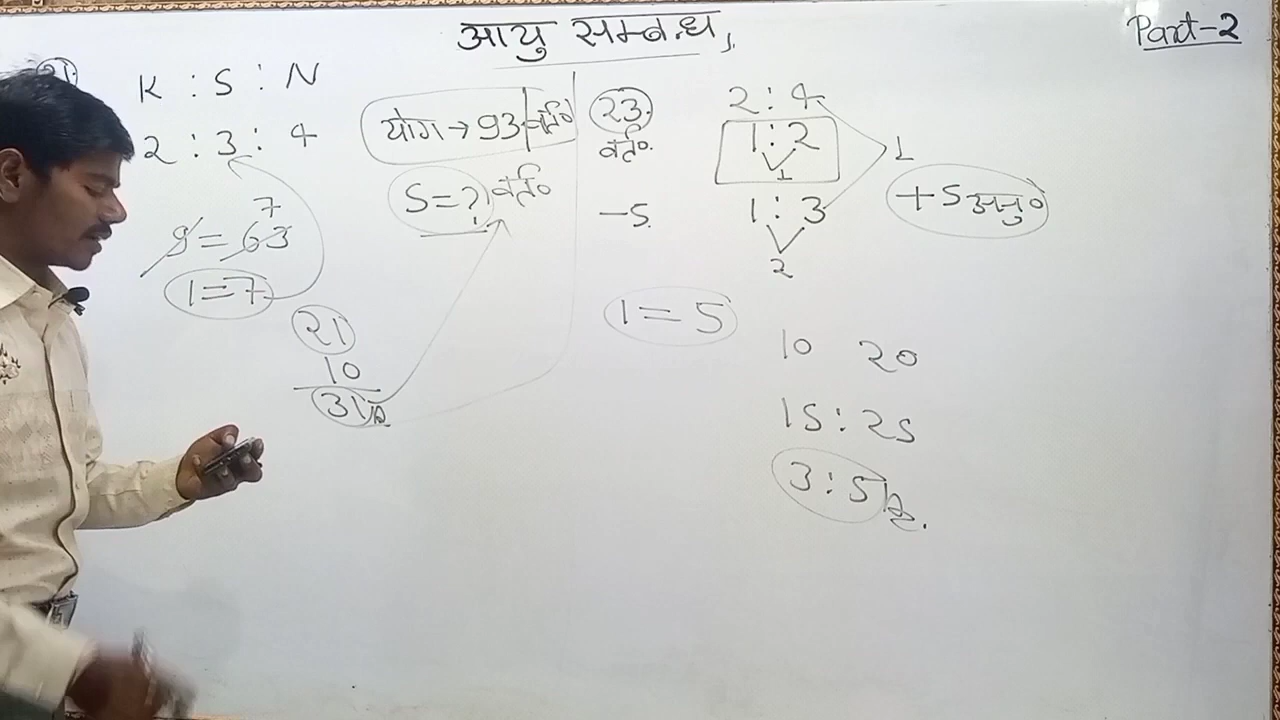 आयु सम्बन्ध,
Part-2
K : S : N
2 : 3 : 4
7
9 = 63
1 = 7
21
10
31
योग → 93 वर्त॰
S = ? वर्त॰
23.
वर्त॰
2 : 4
1 : 2
1
-5.
1 : 3
2
1
+5 अनु॰
1 = 5
10 20
15 : 25
3 : 5